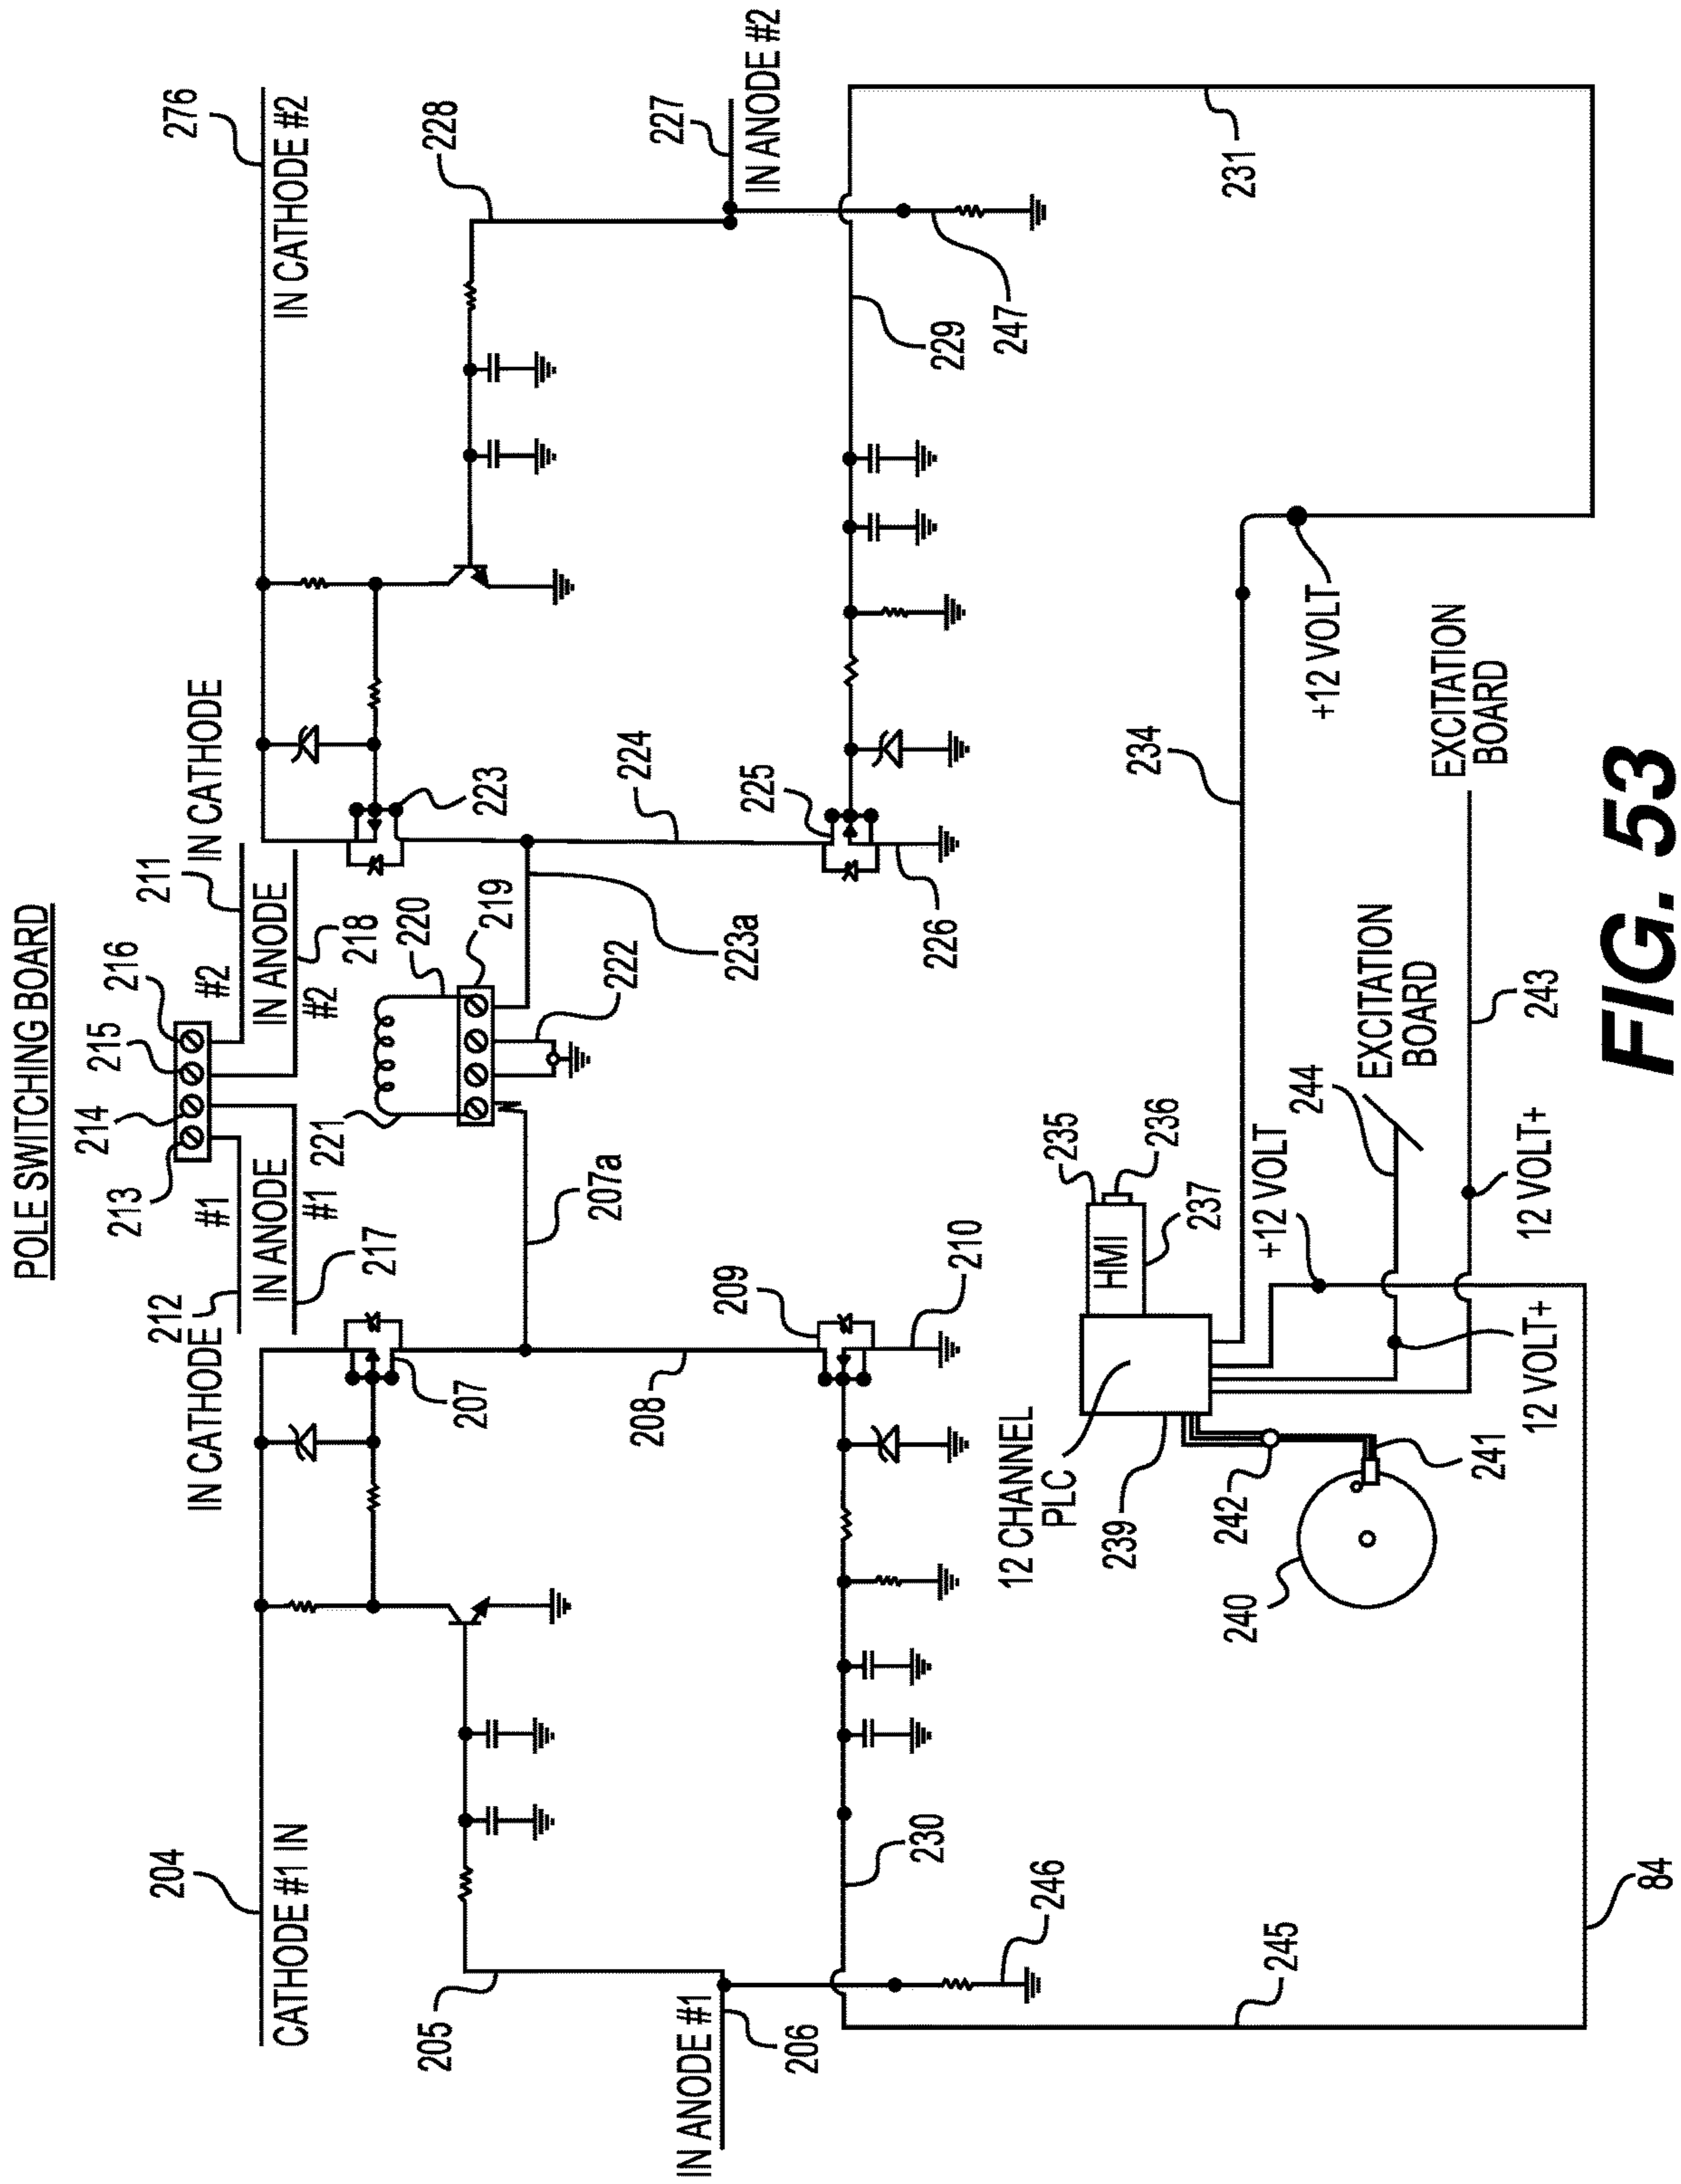 POLE SWITCHING BOARD
204
CATHODE #1 IN
205
IN ANODE #1
206
IN CATHODE
212
#1
213
214
215
216
#2
211
IN CATHODE
IN ANODE
#1
217
IN ANODE
#2
218
276
IN CATHODE #2
207
208
207a
221
220
219
222
223
223a
224
228
227
IN ANODE #2
209
210
225
226
229
247
230
246
245
84
12 CHANNEL
PLC
239
HMI
235
236
237
242
240
241
+12 VOLT
12 VOLT+
244
EXCITATION
BOARD
12 VOLT+
243
EXCITATION
BOARD
234
+12 VOLT
231
FIG. 53